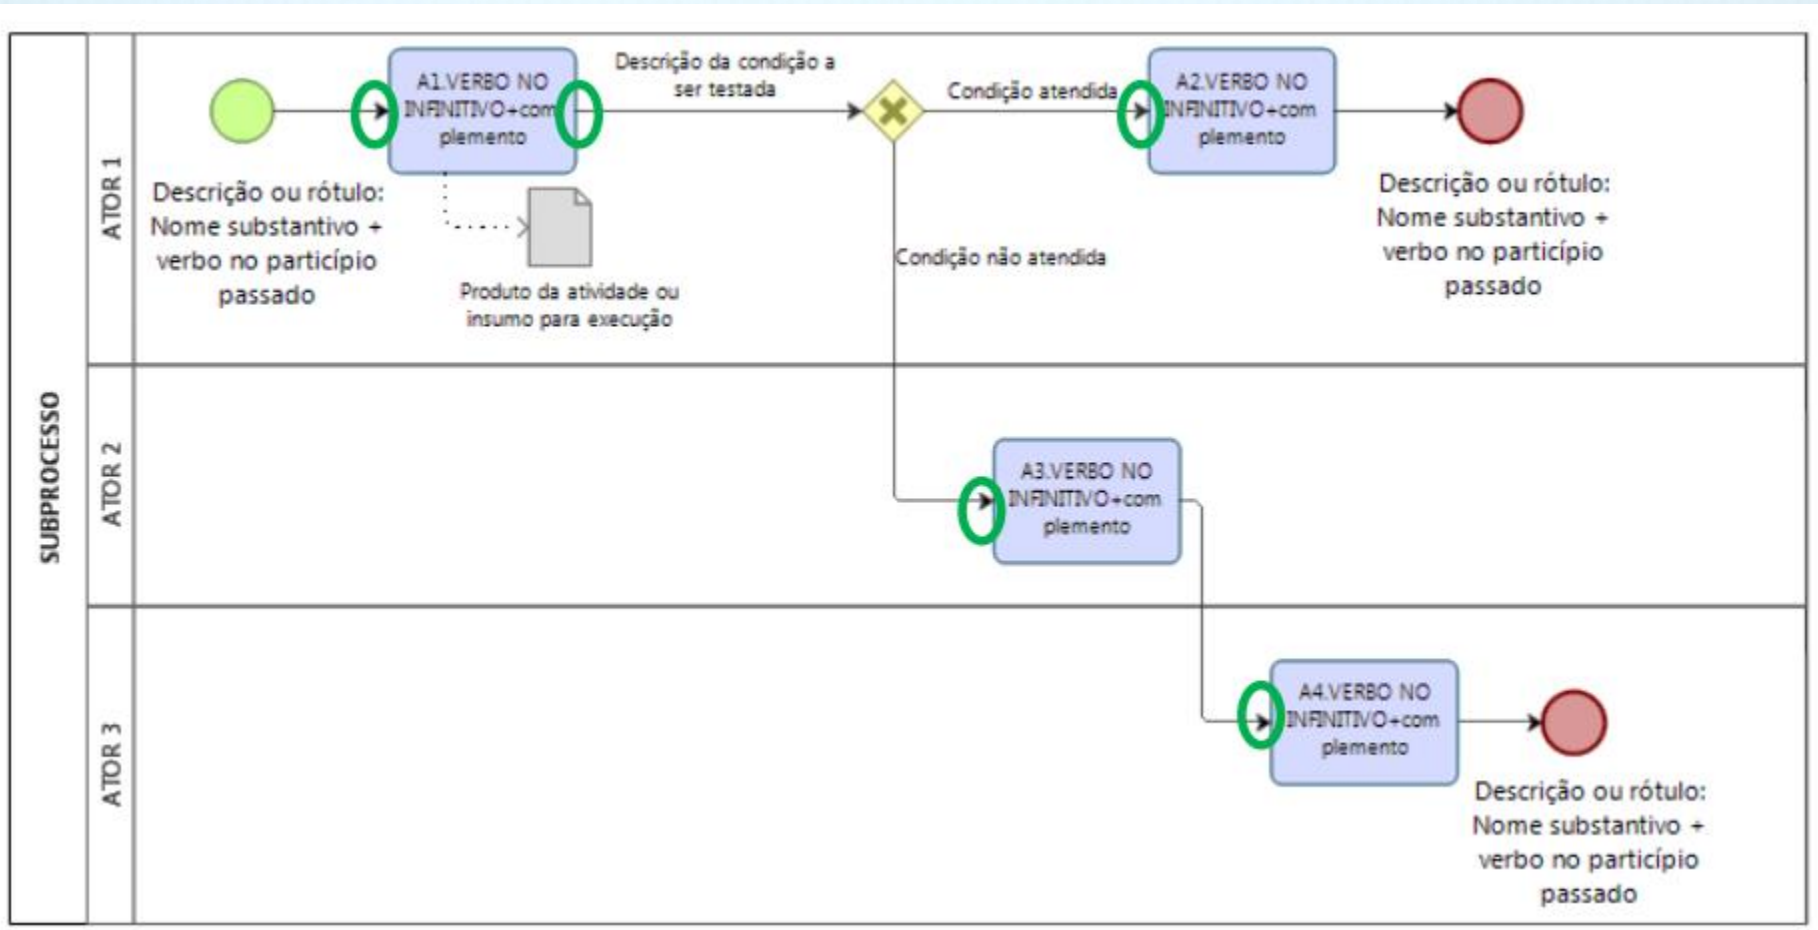 SUBPROCESSO
ATOR 1
Descrição ou rótulo:
Nome substantivo +
verbo no particípio
passado
A1.VERBO NO
INFINITIVO+com
plemento
Produto da atividade ou
insumo para execução
Descrição da condição a
ser testada
Condição atendida
Condição não atendida
A2.VERBO NO
INFINITIVO+com
plemento
Descrição ou rótulo:
Nome substantivo +
verbo no particípio
passado
ATOR 2
A3.VERBO NO
INFINITIVO+com
plemento
ATOR 3
A4.VERBO NO
INFINITIVO+com
plemento
Descrição ou rótulo:
Nome substantivo +
verbo no particípio
passado